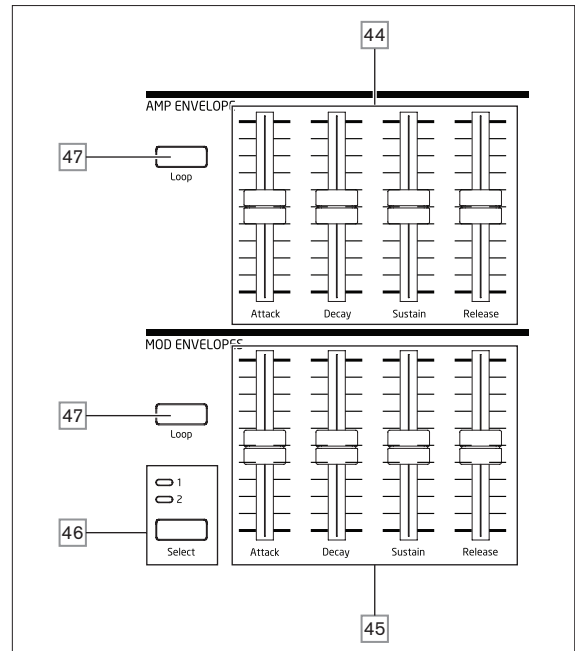 44
AMP ENVELOPE
47
Loop
Attack Decay Sustain Release
MOD ENVELOPES
47
Loop
1
2
46
Select
Attack Decay Sustain Release
45